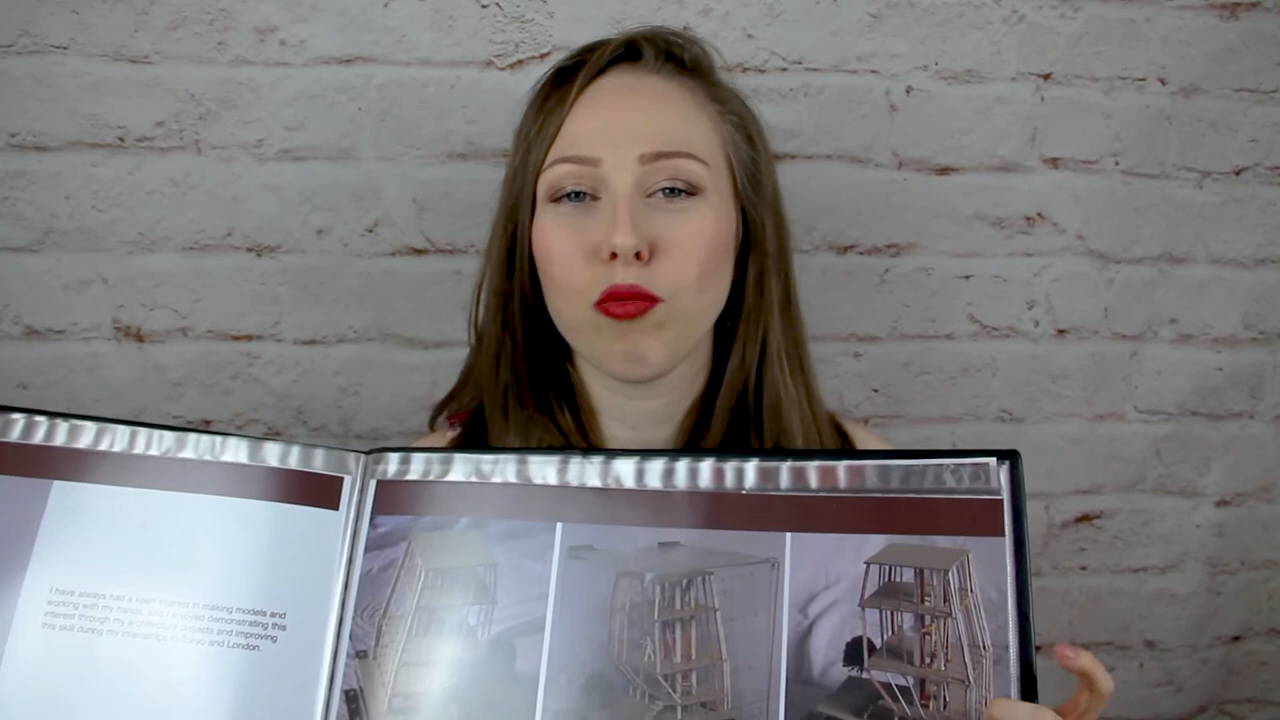 I have always had a keen interest in making models and
working with my hands, and I enjoyed demonstrating this
interest through my architecture projects and improving
this skill during my internships in Tokyo and London.